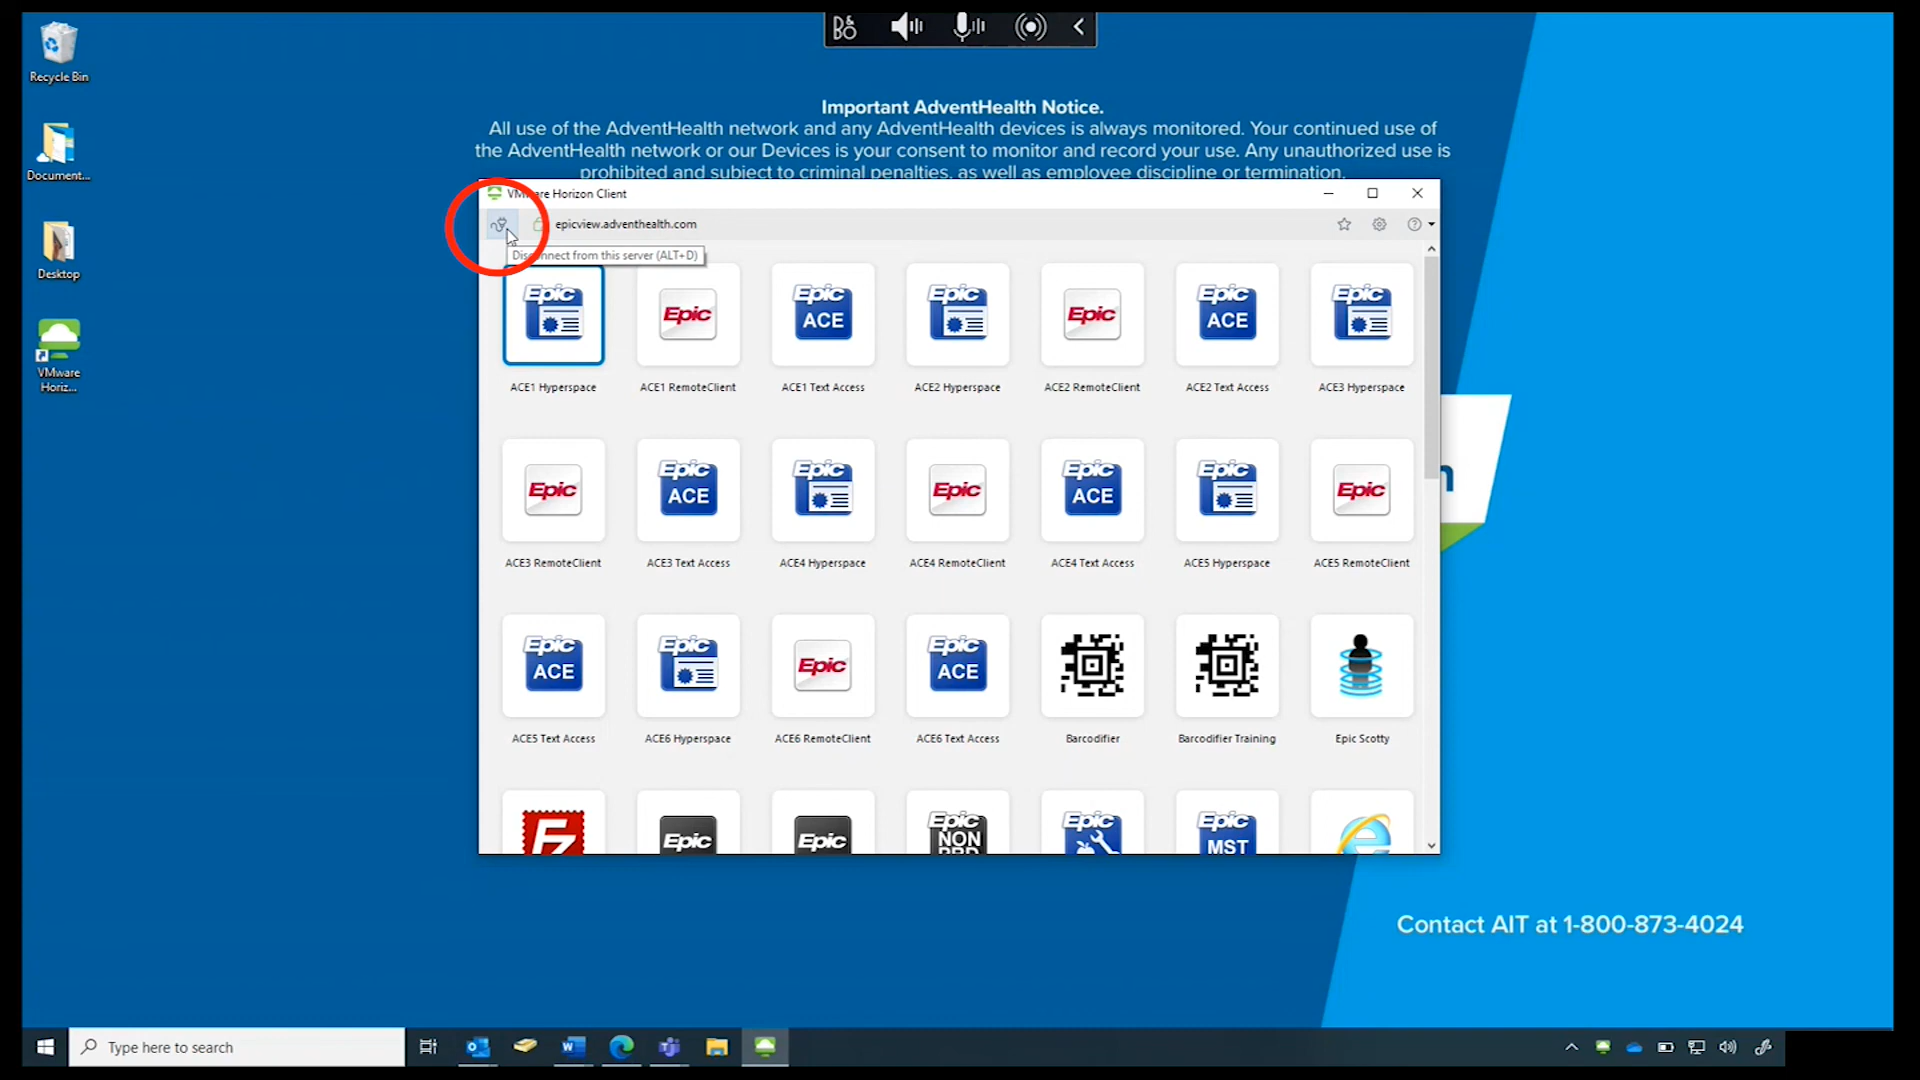 Recycle Bin
Document...
Desktop
VMware
Horiz...
Important AdventHealth Notice.
All use of the AdventHealth network and any AdventHealth devices is always monitored. Your continued use of
the AdventHealth network or our Devices is your consent to monitor and record your use. Any unauthorized use is
prohibited and subject to criminal penalties, as well as employee discipline or termination.
VMware Horizon Client
epicview.adventhealth.com
Disconnect from this server (ALT+D)
Epic
Epic
Epic ACE
Epic
Epic
Epic ACE
Epic
ACE1 Hyperspace
ACE1 RemoteClient
ACE1 Text Access
ACE2 Hyperspace
ACE2 RemoteClient
ACE2 Text Access
ACE3 Hyperspace
Epic
Epic ACE
Epic
Epic
Epic ACE
Epic
Epic
ACE3 RemoteClient
ACE3 Text Access
ACE4 Hyperspace
ACE4 RemoteClient
ACE4 Text Access
ACE5 Hyperspace
ACE5 RemoteClient
Epic ACE
Epic
Epic
Epic ACE
ACE5 Text Access
ACE6 Hyperspace
ACE6 RemoteClient
ACE6 Text Access
Barcodifier
Barcodifier Training
Epic Scotty
FZ
Epic
Epic
Epic NON PRD
Epic
Epic MST
n
Contact AIT at 1-800-873-4024
Type here to search